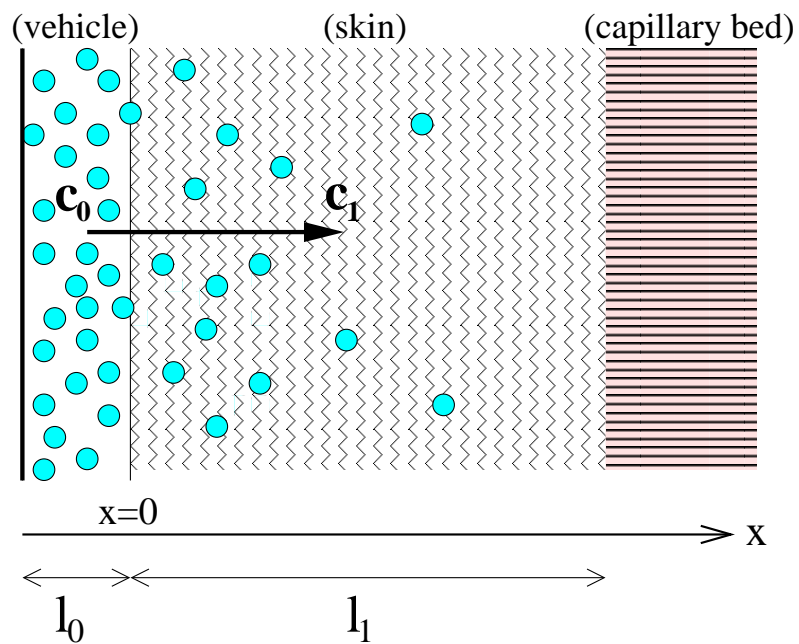 (vehicle) (skin) (capillary bed)
c₀ c₁
x=0
x
l₀ l₁